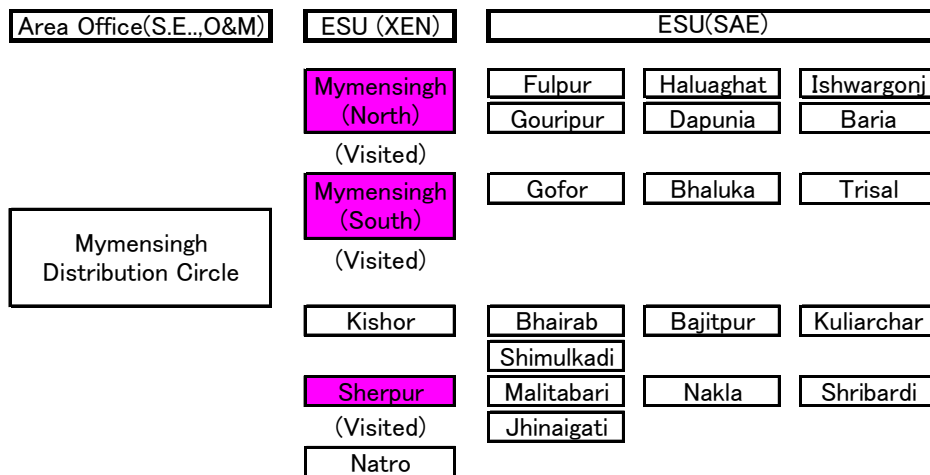 Area Office(S.E..,O&M) ESU (XEN) ESU(SAE)
Mymensingh
(North)
Fulpur Haluaghat Ishwargonj
Gouripur Dapunia Baria
(Visited)
Mymensingh
(South)
Gofor Bhaluka Trisal
(Visited)
Mymensingh
Distribution Circle
Kishor Bhairab Bajitpur Kuliarchar
Shimulkadi
Sherpur Malitabari Nakla Shribardi
(Visited) Jhinaigati
Natro